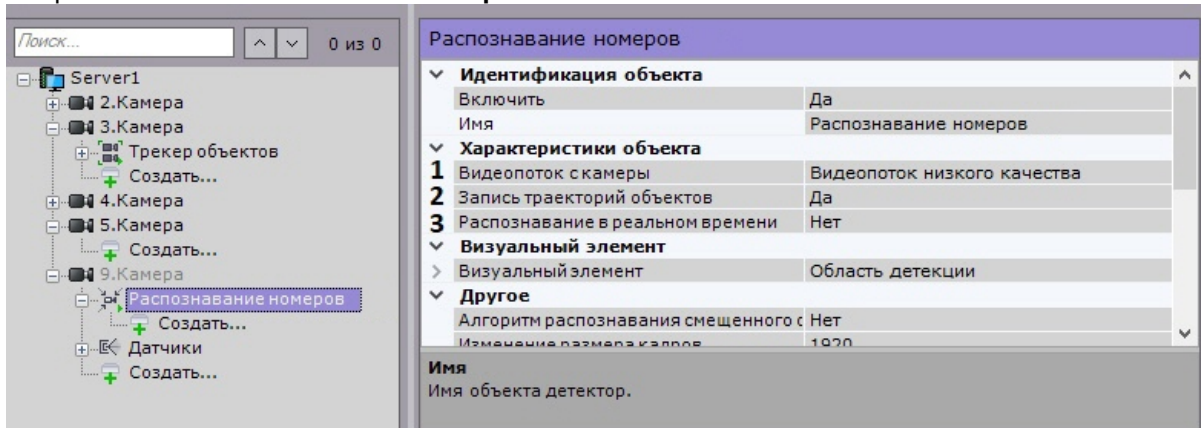 Поиск...
0 из 0
Server1
2.Камера
3.Камера
Трекер объектов
Создать...
4.Камера
5.Камера
Создать...
9.Камера
Распознавание номеров
Создать...
Датчики
Создать...
Распознавание номеров
Идентификация объекта
Включить Да
Имя Распознавание номеров
Характеристики объекта
1 Видеопоток с камеры Видеопоток низкого качества
2 Запись траекторий объектов Да
3 Распознавание в реальном времени Нет
Визуальный элемент
Визуальный элемент Область детекции
Другое
Алгоритм распознавания смещенного Нет
Изменение размера кадров 1920
Имя
Имя объекта детектор.